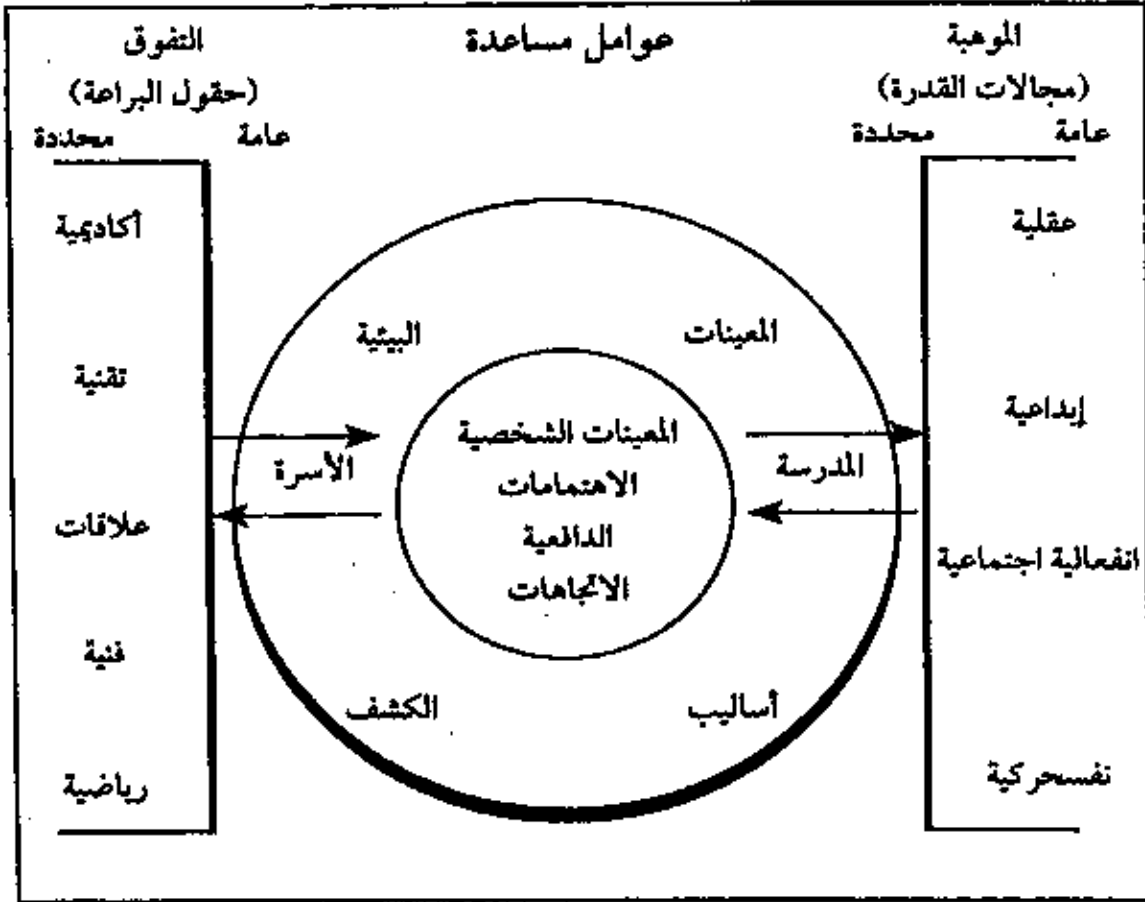 الموهبة
(مجالات القدرة)
عامة محددة
عقلية
إبداعية
انفعالية اجتماعية
نفسحركية
عوامل مساعدة
المعينات البيئية
المدرسة
الأسرة
أساليب الكشف
المعينات الشخصية
الاهتمامات
الدافعية
الاتجاهات
التفوق
(حقول البراعة)
عامة محددة
أكاديمية
تقنية
علاقات
فنية
رياضية